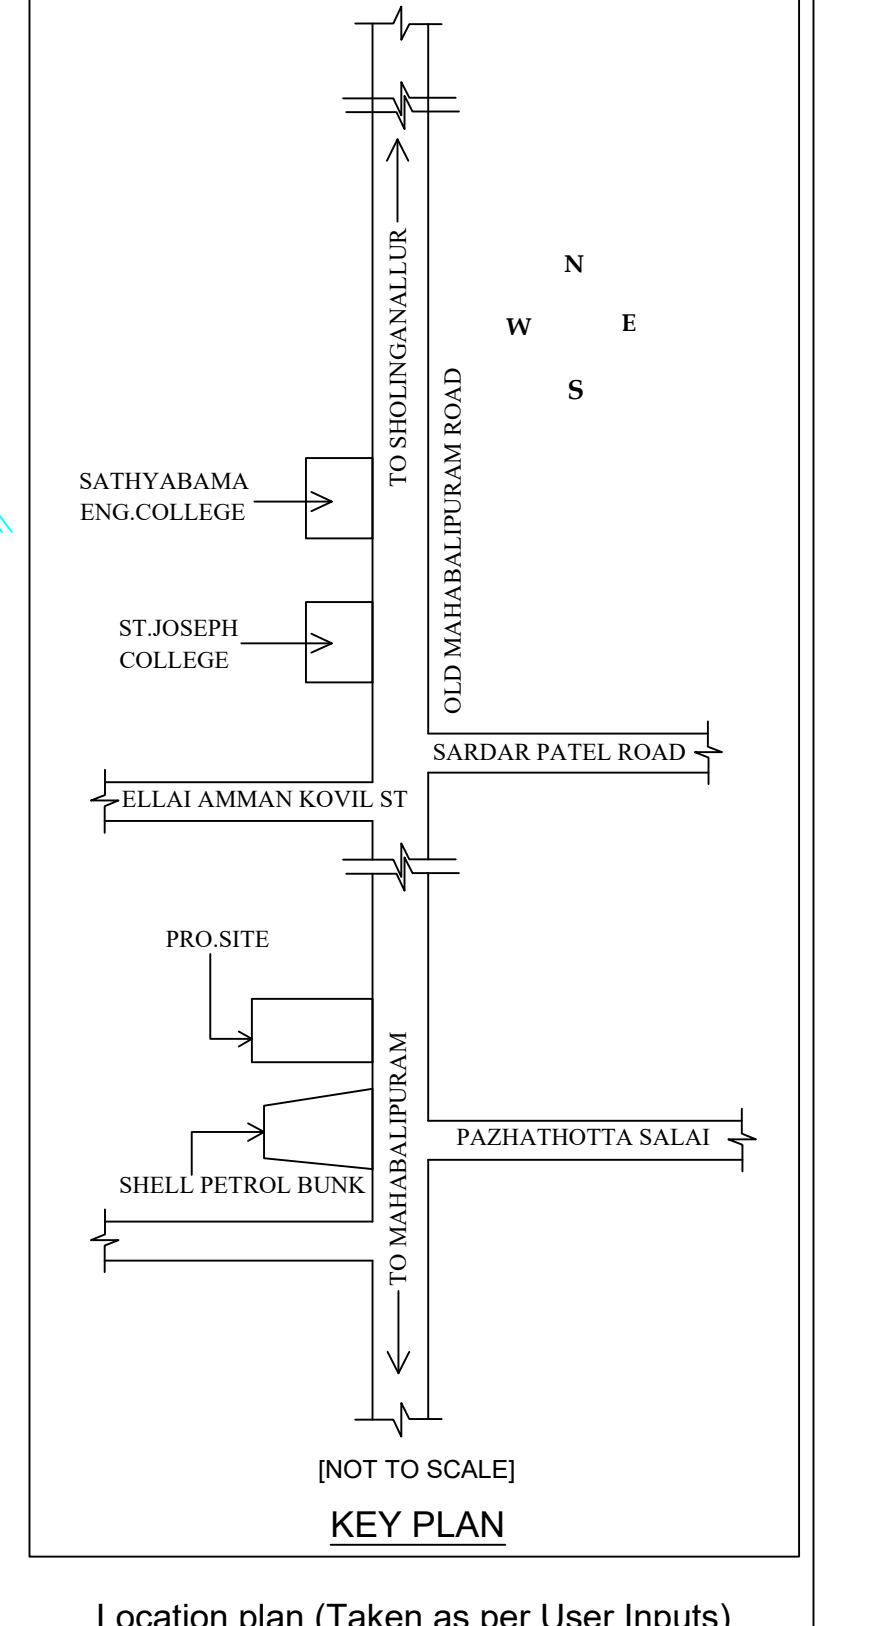 N
W
E
S
TO SHOLINGANALLUR
OLD MAHABALIPURAM ROAD
SATHYABAMA
ENG.COLLEGE
ST.JOSEPH
COLLEGE
SARDAR PATEL ROAD
ELLAI AMMAN KOVIL ST
PRO.SITE
TO MAHABALIPURAM
PAZHATHOTTA SALAI
SHELL PETROL BUNK
[NOT TO SCALE]
KEY PLAN
Location plan (Taken as per User Inputs)